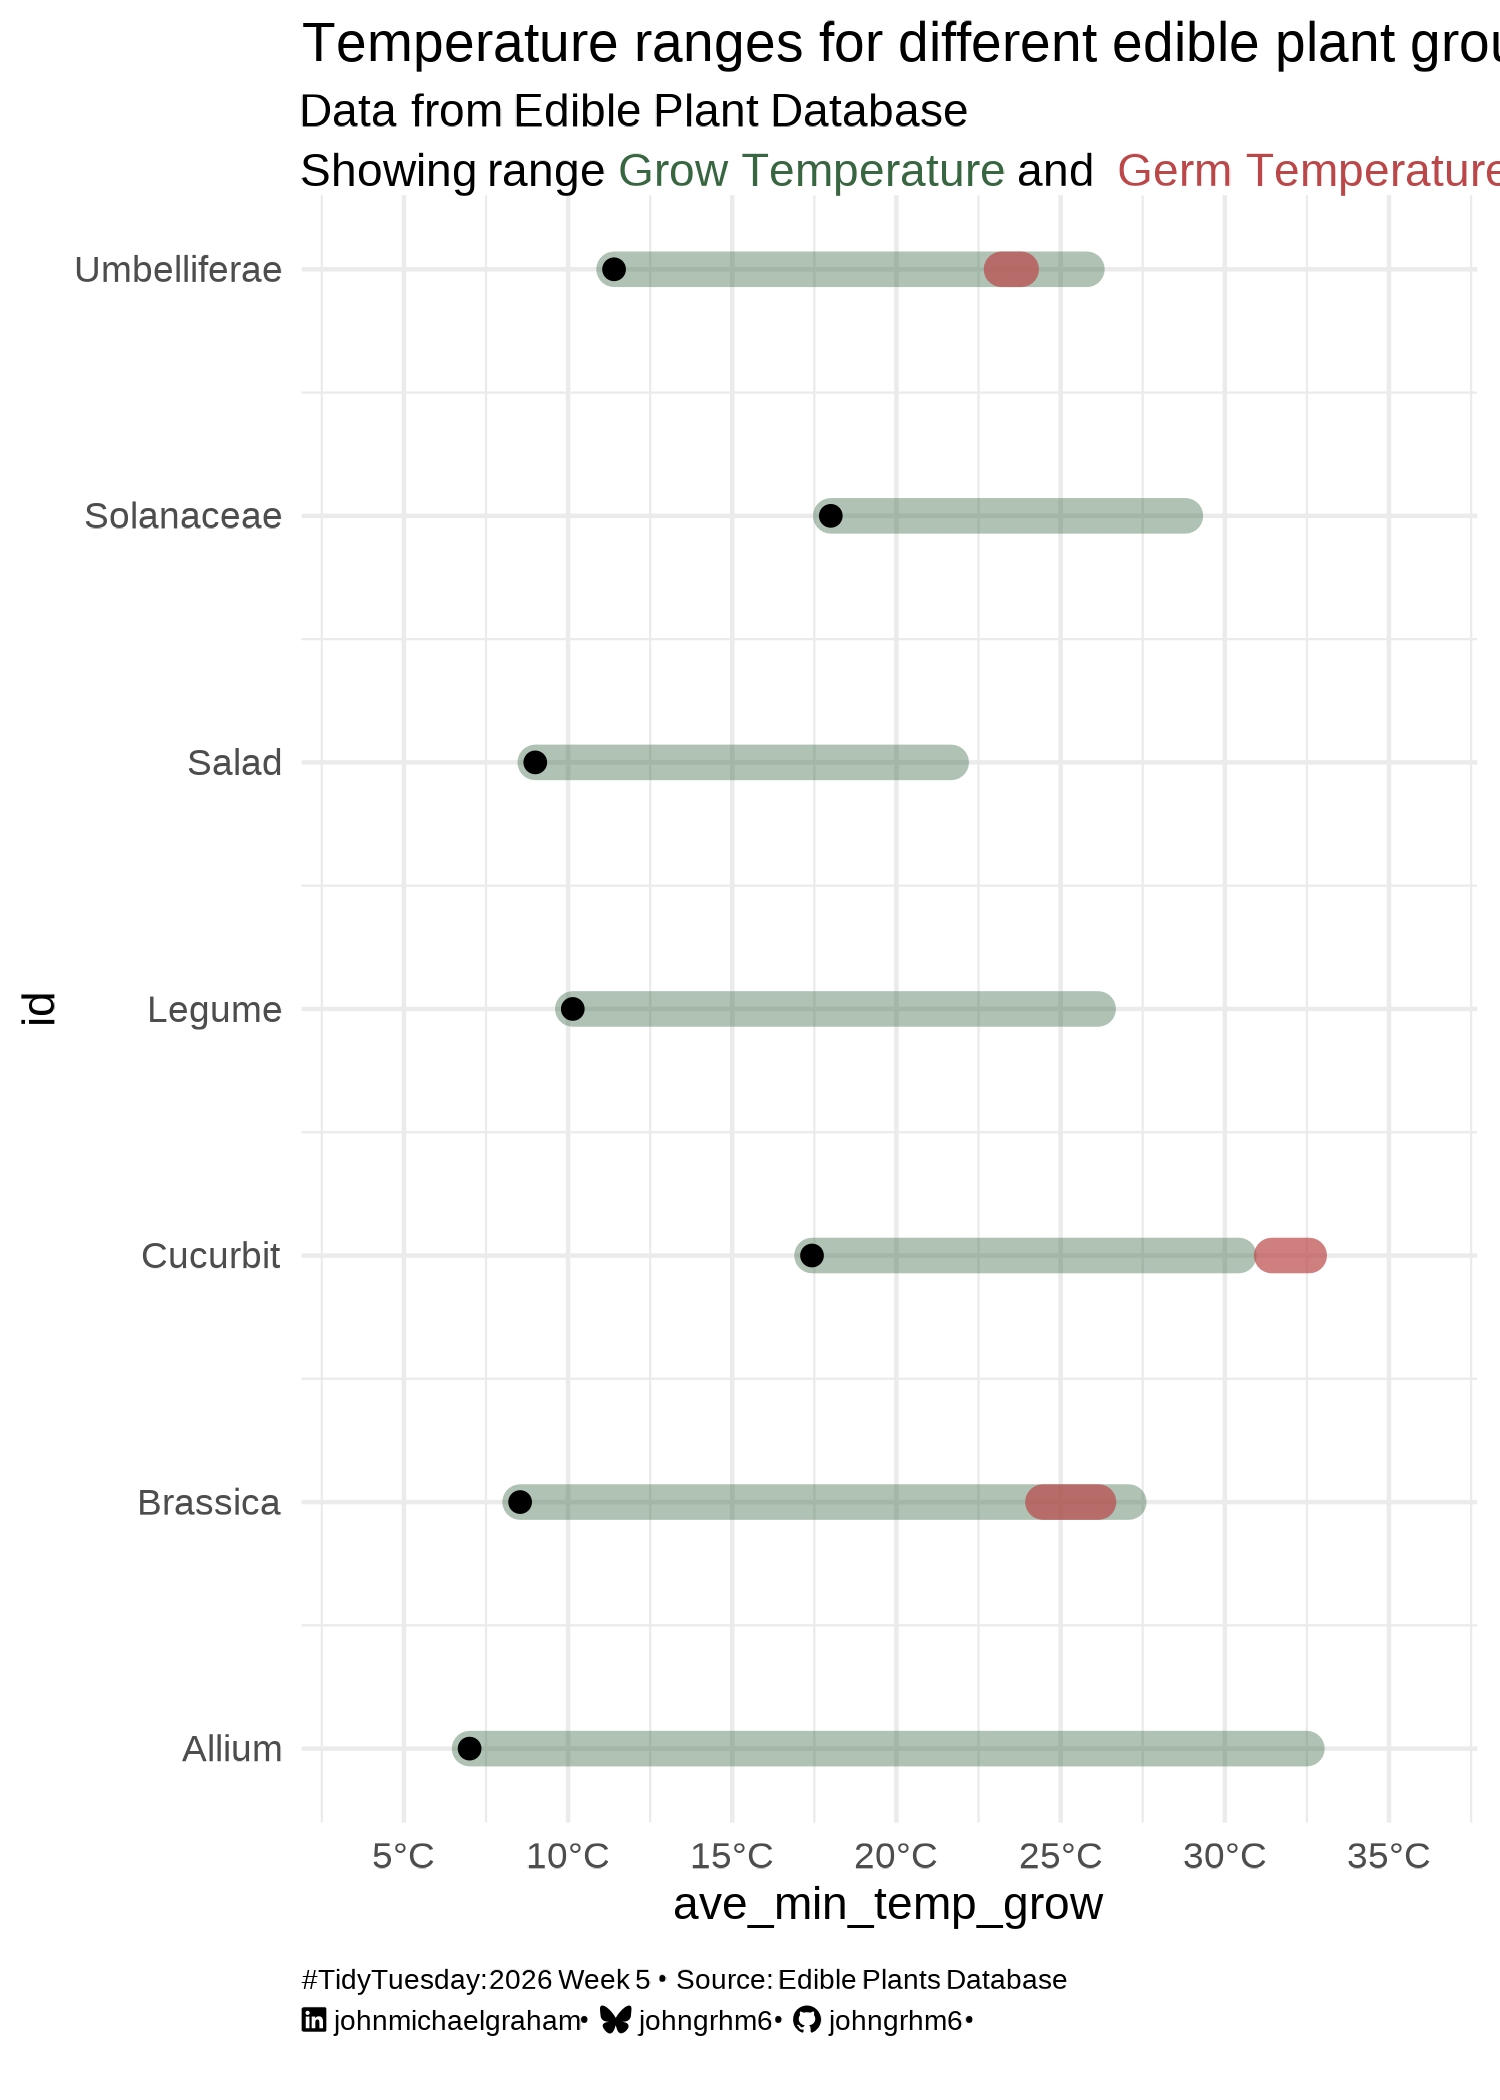 Temperature ranges for different edible plant grou
Data from Edible Plant Database
Showing range Grow Temperature and Germ Temperature
Umbelliferae
Solanaceae
Salad
Legume
id
Cucurbit
Brassica
Allium
5°C 10°C 15°C 20°C 25°C 30°C 35°C
ave_min_temp_grow
#TidyTuesday:2026 Week 5 • Source: Edible Plants Database
in johnmichaelgraham• johngrhm6• johngrhm6•